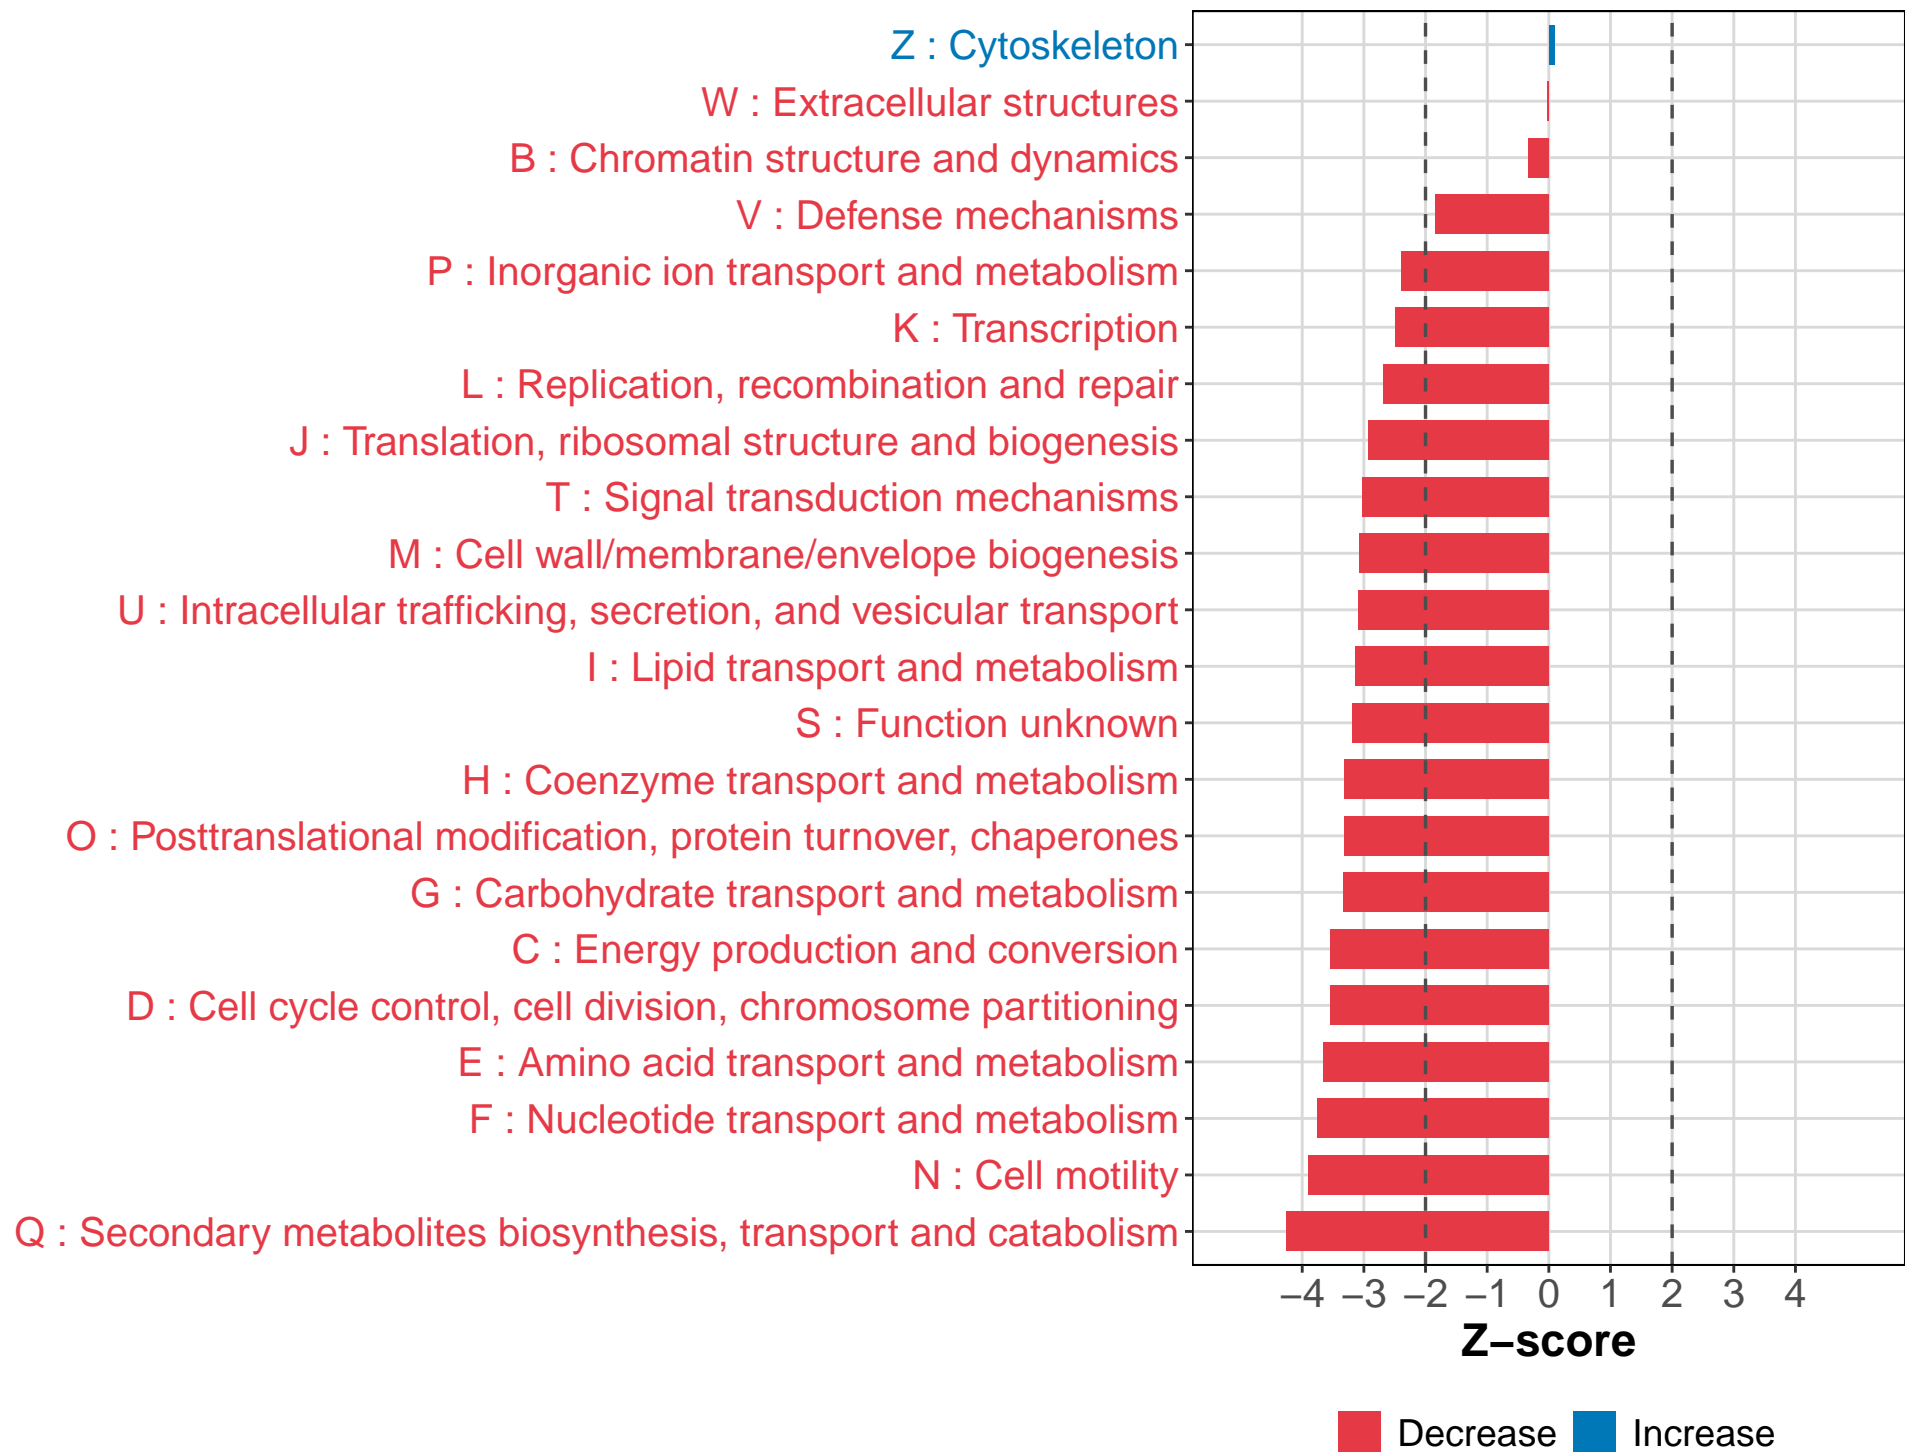 Z : Cytoskeleton
W : Extracellular structures
B : Chromatin structure and dynamics
V : Defense mechanisms
P : Inorganic ion transport and metabolism
K : Transcription
L : Replication, recombination and repair
J : Translation, ribosomal structure and biogenesis
T : Signal transduction mechanisms
M : Cell wall/membrane/envelope biogenesis
U : Intracellular trafficking, secretion, and vesicular transport
I : Lipid transport and metabolism
S : Function unknown
H : Coenzyme transport and metabolism
O : Posttranslational modification, protein turnover, chaperones
G : Carbohydrate transport and metabolism
C : Energy production and conversion
D : Cell cycle control, cell division, chromosome partitioning
E : Amino acid transport and metabolism
F : Nucleotide transport and metabolism
N : Cell motility
Q : Secondary metabolites biosynthesis, transport and catabolism
−4 −3 −2 −1 0 1 2 3 4
Z−score
Decrease Increase